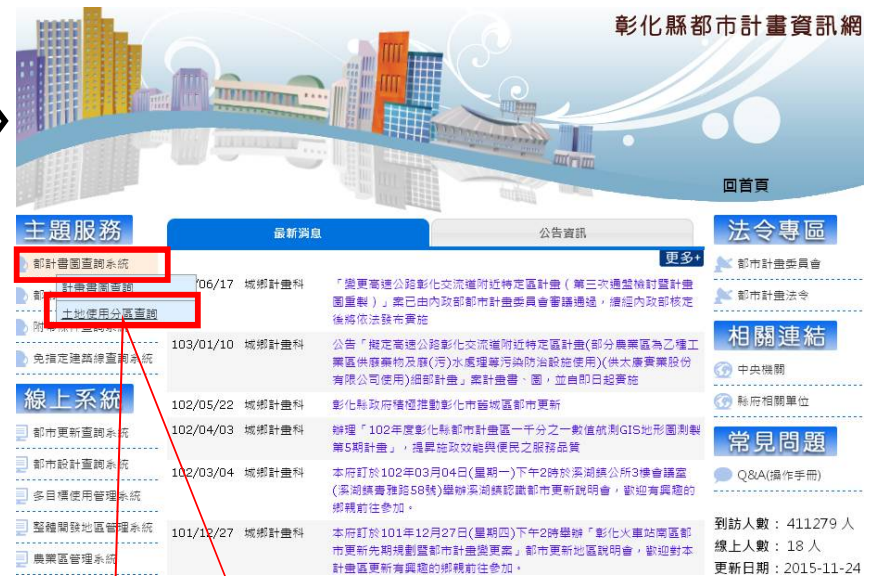 彰化縣都市計畫資訊網
回首頁
主題服務
都計書圖查詢系統
計畫書圖查詢
土地使用分區查詢
免指定建築線查詢系統
線上系統
都市更新查詢系統
都市設計查詢系統
多目標使用管理系統
整體開發地區管理系統
農業區管理系統
最新消息
公告資訊
更多+
/06/17 城鄉計畫科 「變更高速公路彰化交流道附近特定區計畫(第三次通盤檢討暨計畫
圖重製)」案已由內政部都市計畫委員會審議通過,續經內政部核定
後將依法發布實施
103/01/10 城鄉計畫科 公告「擬定高速公路彰化交流道附近特定區計畫(部分農業區為乙種工
業區供廢棄物及廢(污)水處理等污染防治設施使用)(供太康實業股份
有限公司使用)細部計畫」案計畫書、圖,並自即日起實施
102/05/22 城鄉計畫科 彰化縣政府積極推動彰化市舊城區都市更新
102/04/03 城鄉計畫科 辦理「102年度彰化縣都市計畫區一千分之一數值航測GIS地形圖測製
第5期計畫」,提昇施政效能與便民之服務品質
102/03/04 城鄉計畫科 本府訂於102年03月04日(星期一)下午2時於溪湖鎮公所3樓會議室
(溪湖鎮壽雅路58號)舉辦溪湖鎮認識都市更新說明會,歡迎有興趣的
鄉親前往參加。
101/12/27 城鄉計畫科 本府訂於101年12月27日(星期四)下午2時舉辦「彰化火車站南區都
市更新先期規劃暨都市計畫變更案」都市更新地區說明會,歡迎對本
計畫區更新有興趣的鄉親前往參加。
法令專區
都市計畫委員會
都市計畫法令
相關連結
中央機關
縣府相關單位
常見問題
Q&A(操作手冊)
到訪人數：411279 人
線上人數：18 人
更新日期：2015-11-24